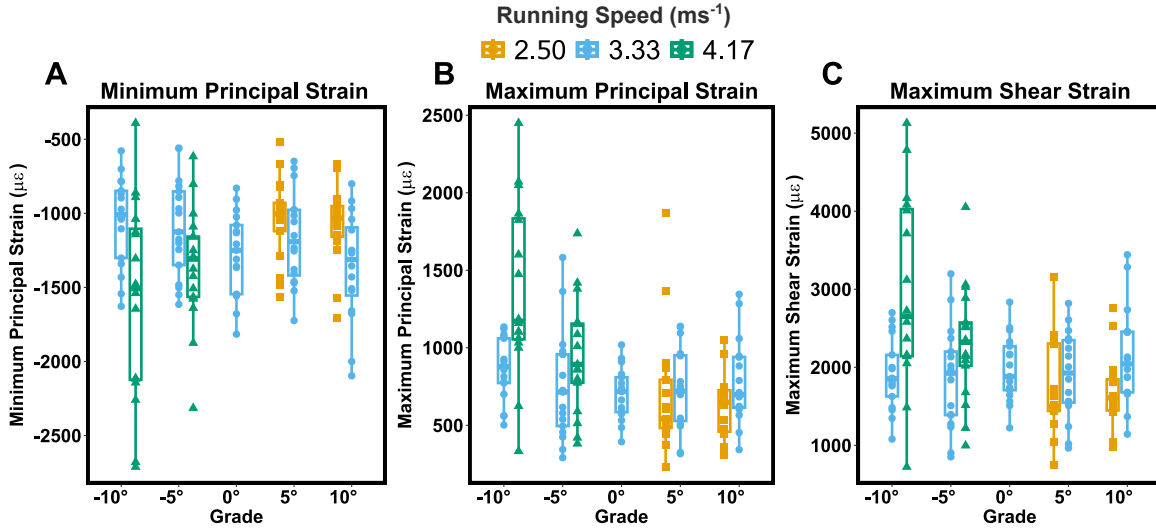 Running Speed (ms⁻¹)
2.50 3.33 4.17
A
Minimum Principal Strain
Minimum Principal Strain (με)
-500
-1000
-1500
-2000
-2500
-10° -5° 0° 5° 10°
Grade
B
Maximum Principal Strain
Maximum Principal Strain (με)
2500
2000
1500
1000
500
-10° -5° 0° 5° 10°
Grade
C
Maximum Shear Strain
Maximum Shear Strain (με)
5000
4000
3000
2000
1000
-10° -5° 0° 5° 10°
Grade